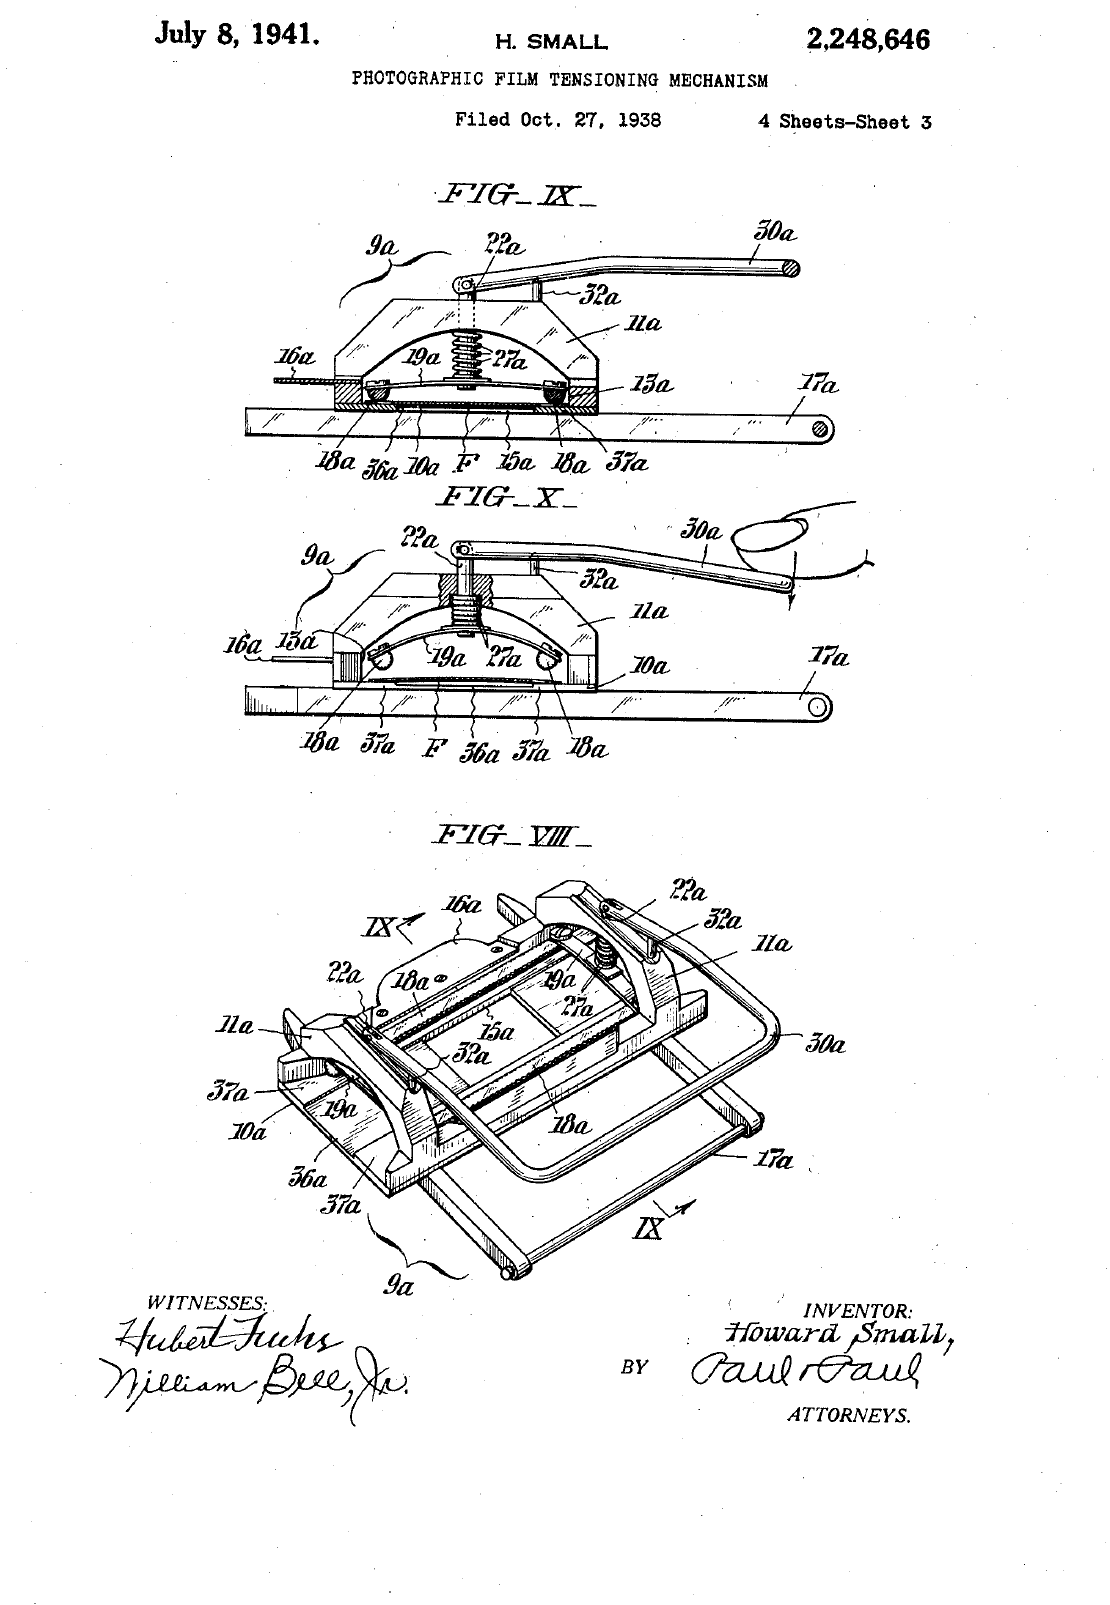 July 8, 1941. H. SMALL 2,248,646
PHOTOGRAPHIC FILM TENSIONING MECHANISM
Filed Oct. 27, 1938 4 Sheets-Sheet 3
FIG_IX_
9a 22a 30a
32a
11a
16a 19a 27a
13a 17a
18a 36a 10a F 15a 18a 37a
FIG_X_
22a 30a
9a
32a
11a
16a 13a 19a 27a 10a 17a
18a 37a F 36a 37a 18a
FIG_VIII_
22a
16a
IX 32a
11a
22a 18a 19a
27a
11a 15a
32a 30a
37a
19a
10a 18a
36a 17a
37a
IX
9a
WITNESSES:
Hubert Fuchs
William Bell, Jr.
INVENTOR:
Howard Small,
BY Paul & Paul
ATTORNEYS.